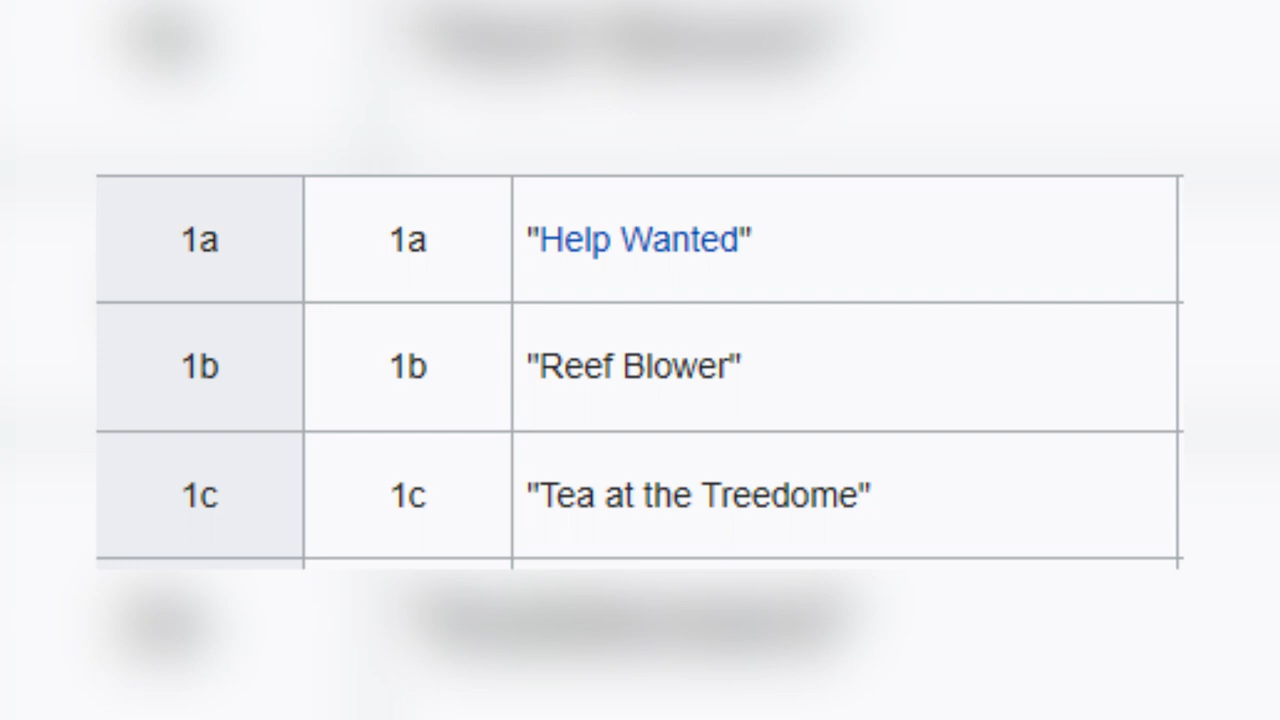 1a 1a "Help Wanted"
1b 1b "Reef Blower"
1c 1c "Tea at the Treedome"